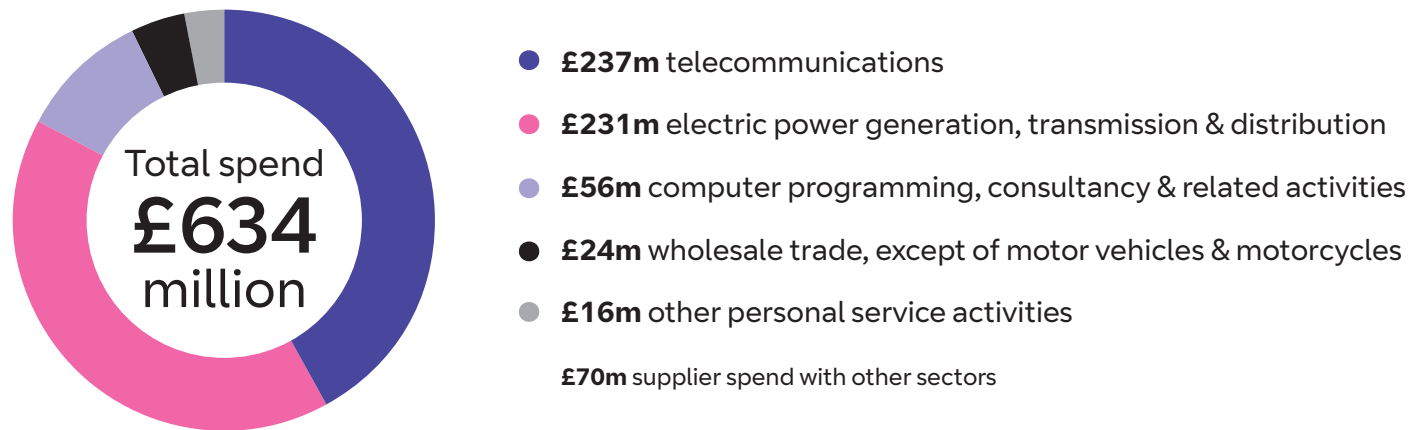 Total spend
£634
million
£237m telecommunications
£231m electric power generation, transmission & distribution
£56m computer programming, consultancy & related activities
£24m wholesale trade, except of motor vehicles & motorcycles
£16m other personal service activities
£70m supplier spend with other sectors